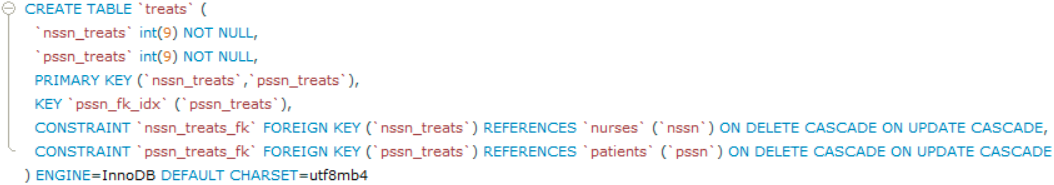 CREATE TABLE `treats` (
`nssn_treats` int(9) NOT NULL,
`pssn_treats` int(9) NOT NULL,
PRIMARY KEY (`nssn_treats`,`pssn_treats`),
KEY `pssn_fk_idx` (`pssn_treats`),
CONSTRAINT `nssn_treats_fk` FOREIGN KEY (`nssn_treats`) REFERENCES `nurses` (`nssn`) ON DELETE CASCADE ON UPDATE CASCADE,
CONSTRAINT `pssn_treats_fk` FOREIGN KEY (`pssn_treats`) REFERENCES `patients` (`pssn`) ON DELETE CASCADE ON UPDATE CASCADE
) ENGINE=InnoDB DEFAULT CHARSET=utf8mb4